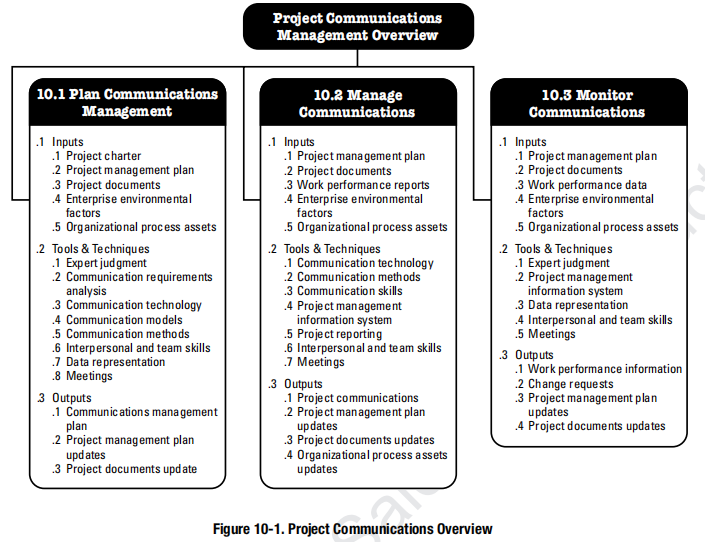 Project Communications
Management Overview
10.1 Plan Communications
Management
.1 Inputs
.1 Project charter
.2 Project management plan
.3 Project documents
.4 Enterprise environmental
factors
.5 Organizational process assets
.2 Tools & Techniques
.1 Expert judgment
.2 Communication requirements
analysis
.3 Communication technology
.4 Communication models
.5 Communication methods
.6 Interpersonal and team skills
.7 Data representation
.8 Meetings
.3 Outputs
.1 Communications management
plan
.2 Project management plan
updates
.3 Project documents update
10.2 Manage
Communications
.1 Inputs
.1 Project management plan
.2 Project documents
.3 Work performance reports
.4 Enterprise environmental
factors
.5 Organizational process assets
.2 Tools & Techniques
.1 Communication technology
.2 Communication methods
.3 Communication skills
.4 Project management
information system
.5 Project reporting
.6 Interpersonal and team skills
.7 Meetings
.3 Outputs
.1 Project communications
.2 Project management plan
updates
.3 Project documents updates
.4 Organizational process assets
updates
10.3 Monitor
Communications
.1 Inputs
.1 Project management plan
.2 Project documents
.3 Work performance data
.4 Enterprise environmental
factors
.5 Organizational process assets
.2 Tools & Techniques
.1 Expert judgment
.2 Project management
information system
.3 Data representation
.4 Interpersonal and team skills
.5 Meetings
.3 Outputs
.1 Work performance information
.2 Change requests
.3 Project management plan
updates
.4 Project documents updates
Figure 10-1. Project Communications Overview